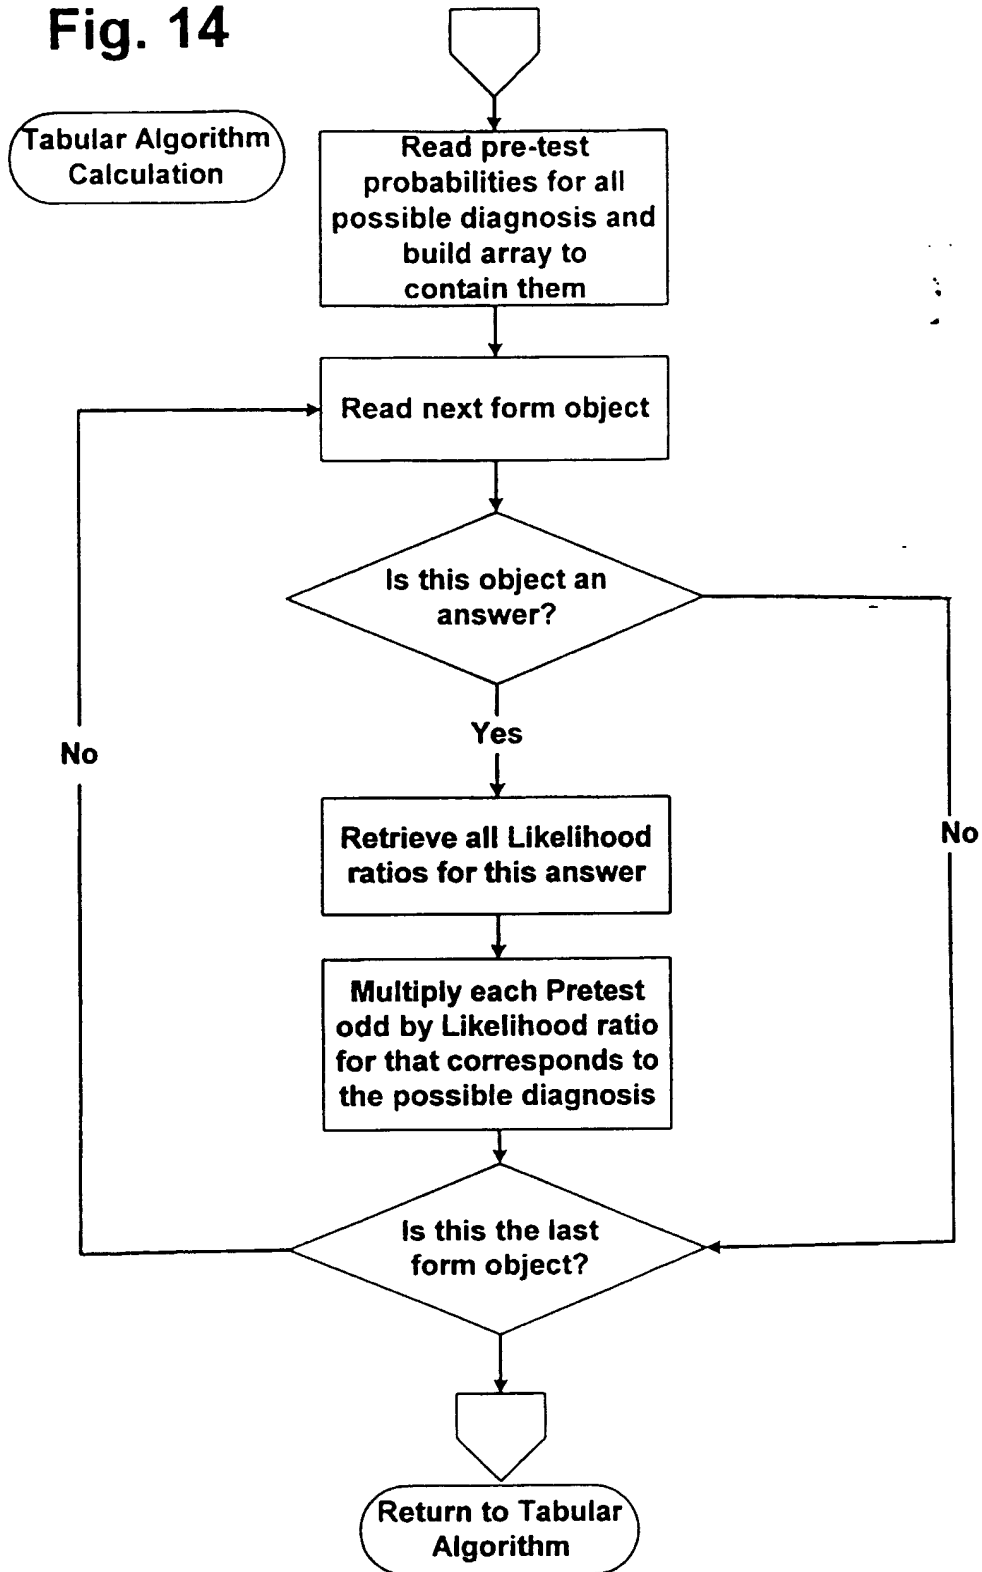 Fig. 14
Tabular Algorithm
Calculation
Read pre-test
probabilities for all
possible diagnosis and
build array to
contain them
Read next form object
Is this object an
answer?
Yes
No
No
Retrieve all Likelihood
ratios for this answer
Multiply each Pretest
odd by Likelihood ratio
for that corresponds to
the possible diagnosis
Is this the last
form object?
Return to Tabular
Algorithm